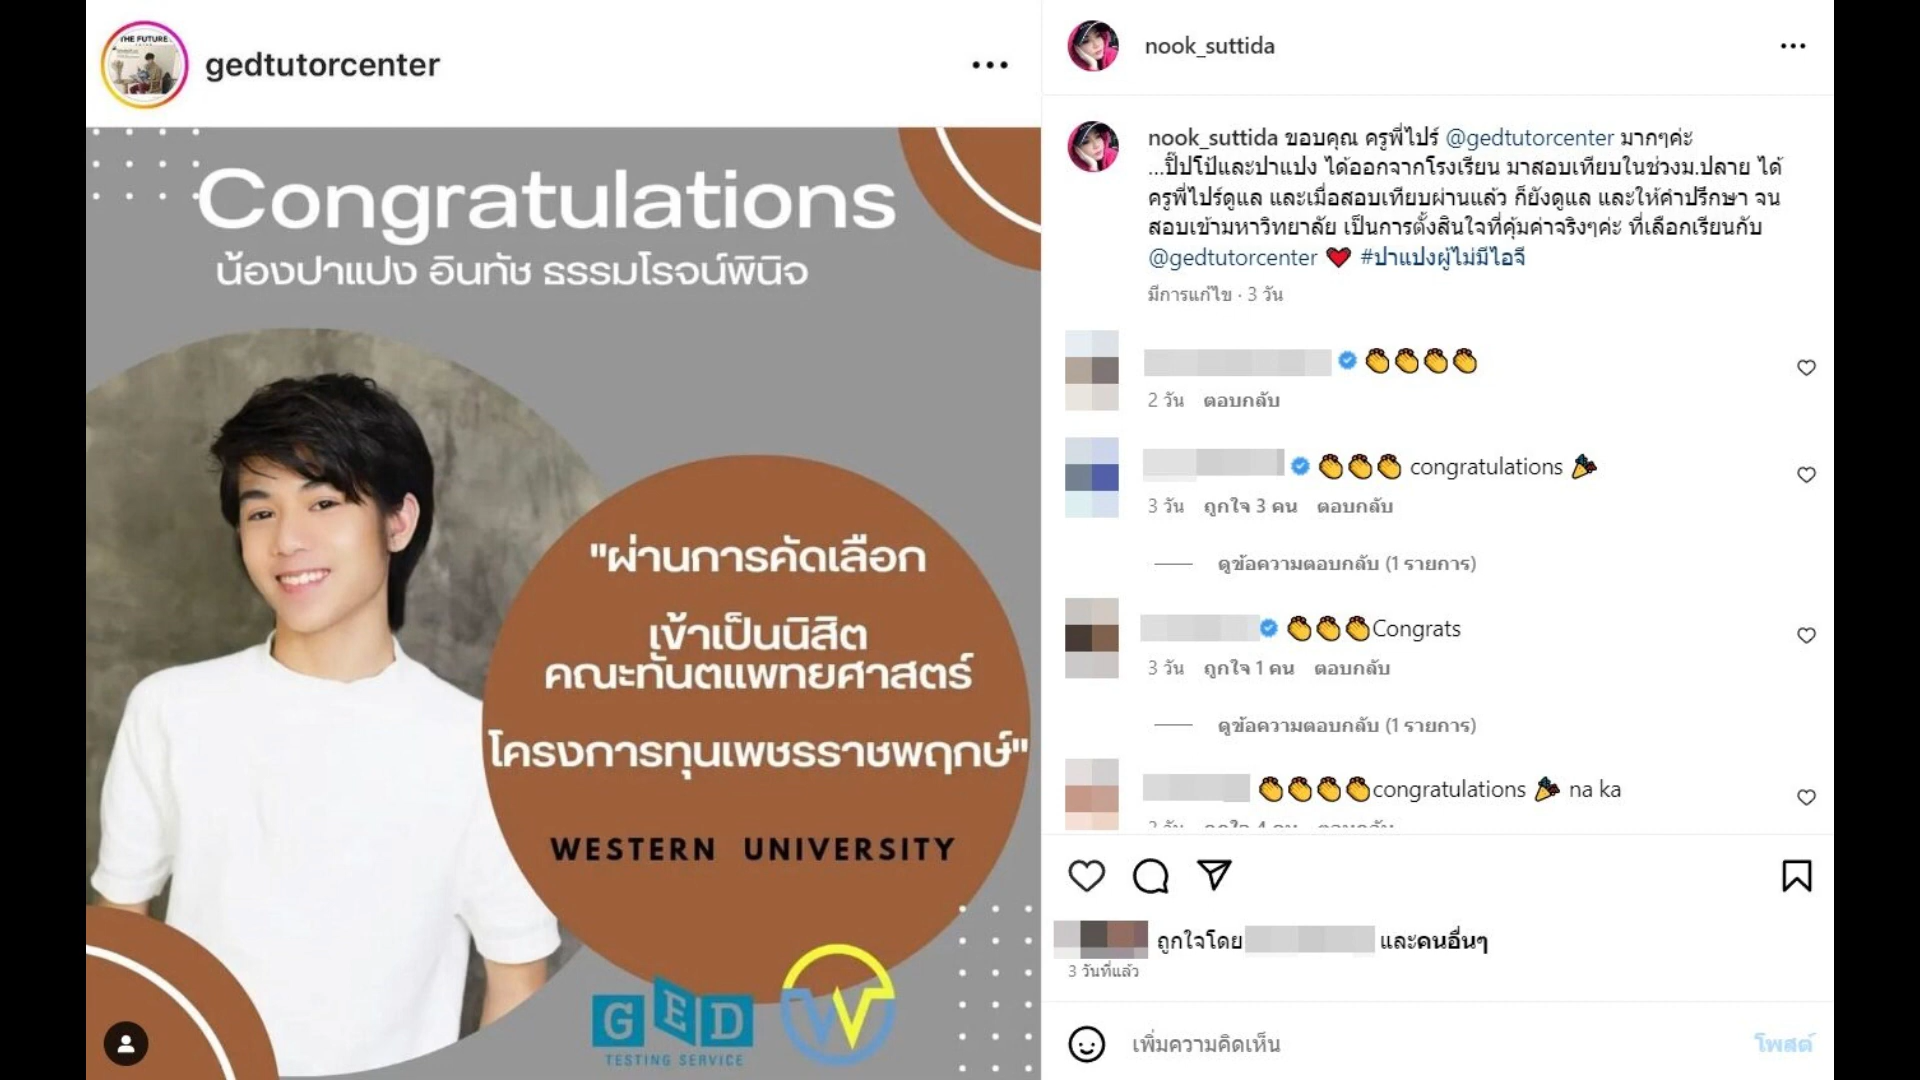 THE FUTURE
gedtutorcenter
Congratulations
น้องปาแปง อินทัช ธรรมโรจน์พินิจ
"ผ่านการคัดเลือก
เข้าเป็นนิสิต
คณะทันตแพทยศาสตร์
โครงการทุนเพชรราชพฤกษ์"
WESTERN UNIVERSITY
GED
TESTING SERVICE
W
nook_suttida
nook_suttida ขอบคุณ ครูพี่ไปร์ @gedtutorcenter มากๆค่ะ
...ปิ๊ปโป้และปาแปง ได้ออกจากโรงเรียน มาสอบเทียบในช่วงม.ปลาย ได้
ครูพี่ไปร์ดูแล และเมื่อสอบเทียบผ่านแล้ว ก็ยังดูแล และให้คำปรึกษา จน
สอบเข้ามหาวิทยาลัย เป็นการตั้งสินใจที่คุ้มค่าจริงๆค่ะ ที่เลือกเรียนกับ
@gedtutorcenter ❤️ #ปาแปงผู้ไม่มีไอจี
มีการแก้ไข · 3 วัน
👏👏👏👏
2 วัน ตอบกลับ
👏👏👏 congratulations 🎉
3 วัน ถูกใจ 3 คน ตอบกลับ
ดูข้อความตอบกลับ (1 รายการ)
👏👏👏Congrats
3 วัน ถูกใจ 1 คน ตอบกลับ
ดูข้อความตอบกลับ (1 รายการ)
👏👏👏👏congratulations 🎉 na ka
ถูกใจโดย และคนอื่นๆ
3 วันที่แล้ว
เพิ่มความคิดเห็น
โพสต์